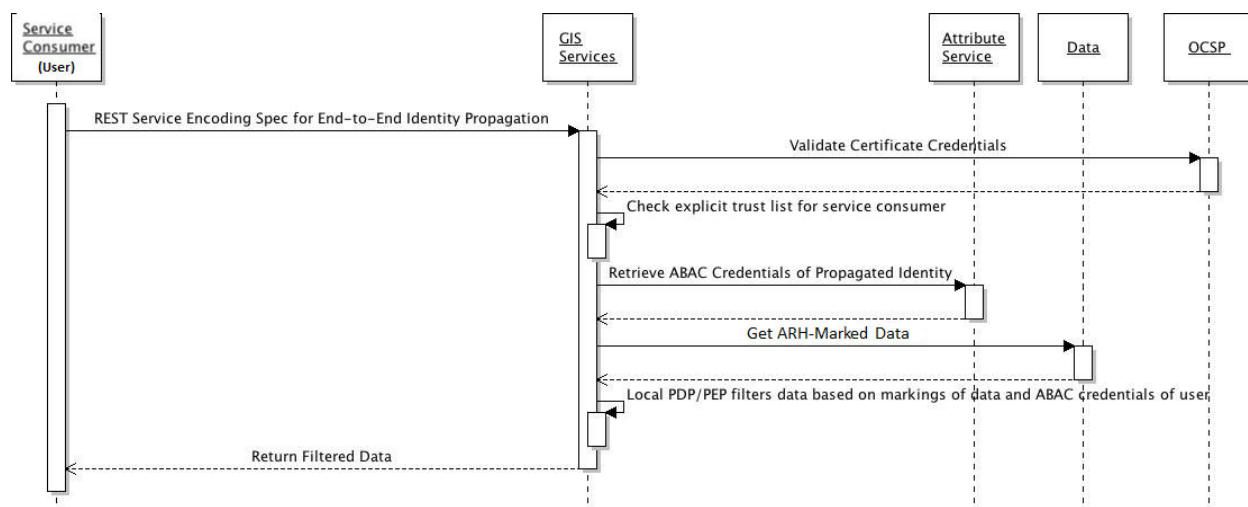 Service
Consumer
(User)
GIS
Services
Attribute
Service
Data
OCSP
REST Service Encoding Spec for End-to-End Identity Propagation
Validate Certificate Credentials
Check explicit trust list for service consumer
Retrieve ABAC Credentials of Propagated Identity
Get ARH-Marked Data
Local PDP/PEP filters data based on markings of data and ABAC credentials of user
Return Filtered Data